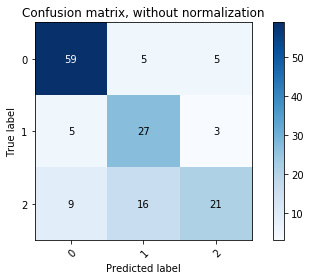 Confusion matrix, without normalization
0 59 5 5
1 5 27 3
2 9 16 21
0 1 2
True label
Predicted label
50
40
30
20
10